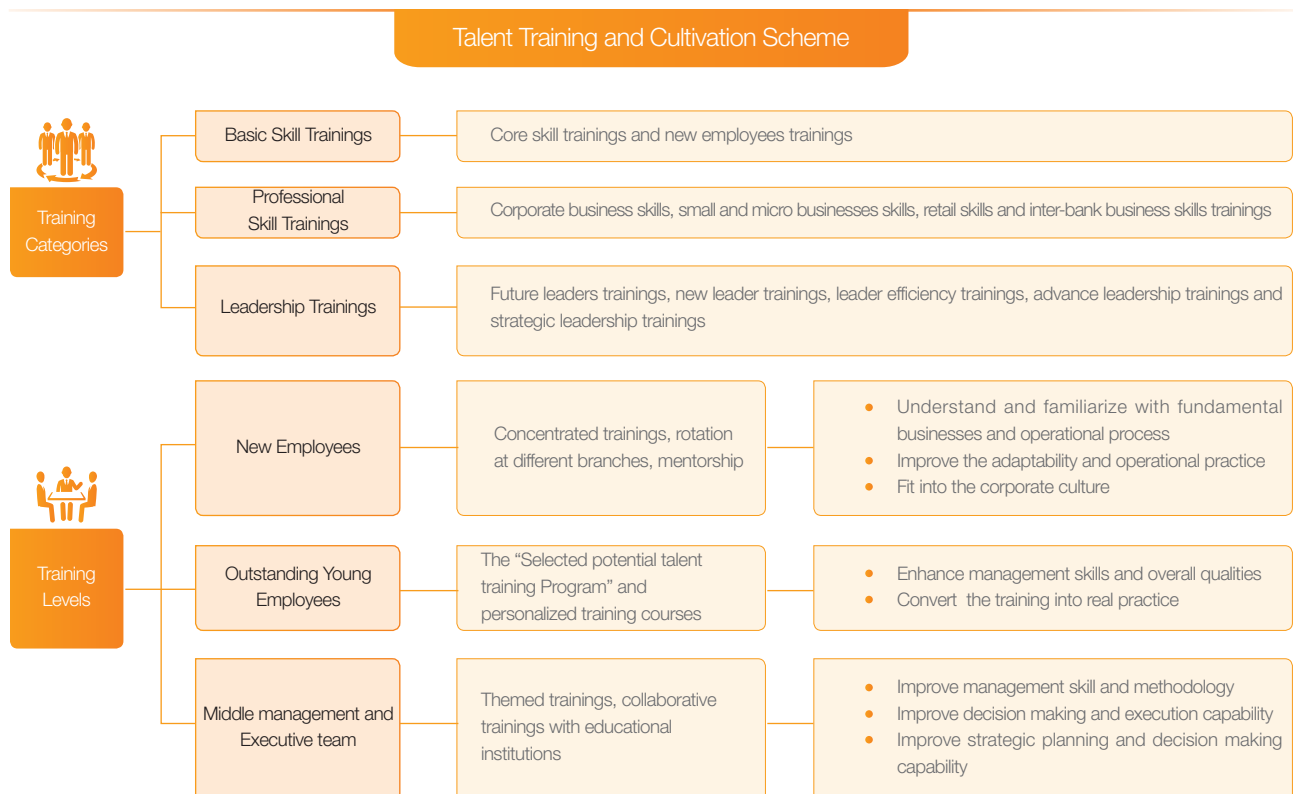 Talent Training and Cultivation Scheme
Training
Categories
Basic Skill Trainings
Core skill trainings and new employees trainings
Professional
Skill Trainings
Corporate business skills, small and micro businesses skills, retail skills and inter-bank business skills trainings
Leadership Trainings
Future leaders trainings, new leader trainings, leader efficiency trainings, advance leadership trainings and
strategic leadership trainings
Training
Levels
New Employees
Concentrated trainings, rotation
at different branches, mentorship
• Understand and familiarize with fundamental
businesses and operational process
• Improve the adaptability and operational practice
• Fit into the corporate culture
Outstanding Young
Employees
The “Selected potential talent
training Program” and
personalized training courses
• Enhance management skills and overall qualities
• Convert the training into real practice
Middle management and
Executive team
Themed trainings, collaborative
trainings with educational
institutions
• Improve management skill and methodology
• Improve decision making and execution capability
• Improve strategic planning and decision making
capability